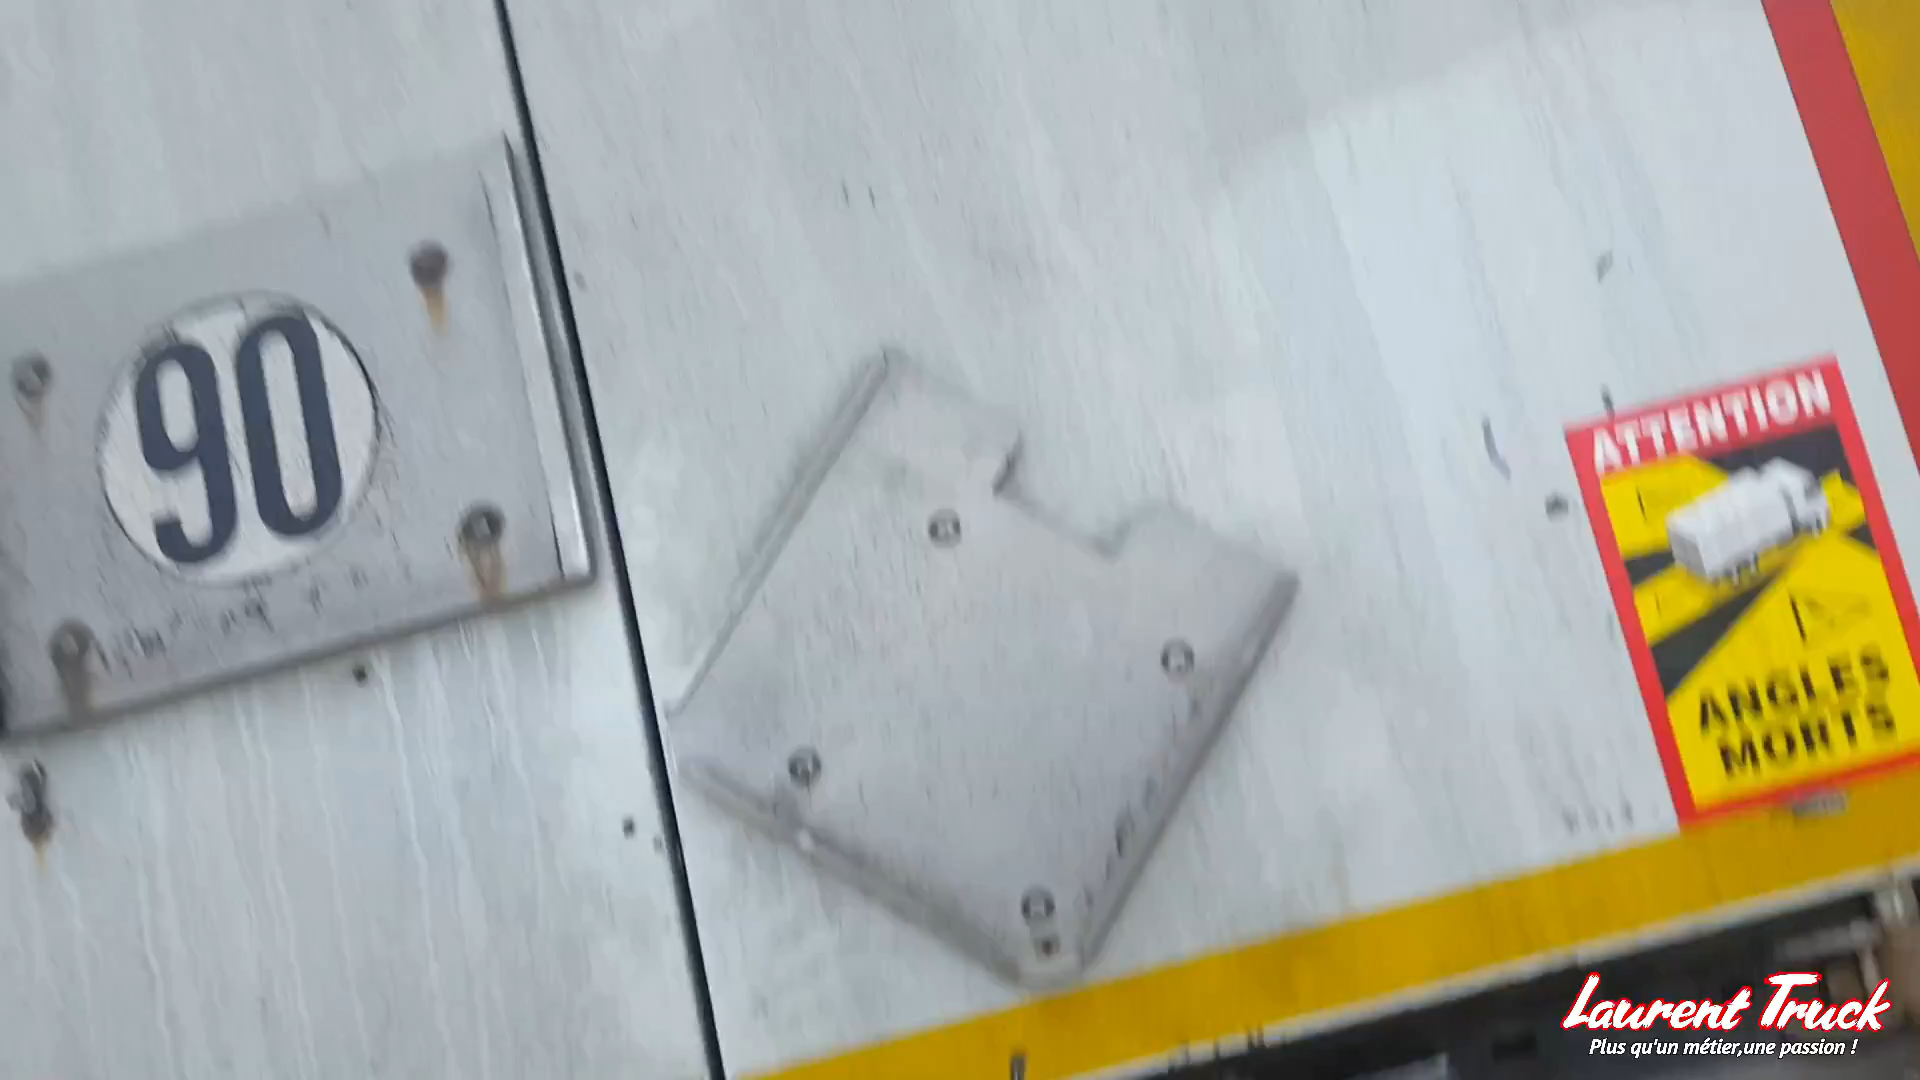 90
ATTENTION
ANGLES
MORTS
Laurent Truck
Plus qu'un métier,une passion !